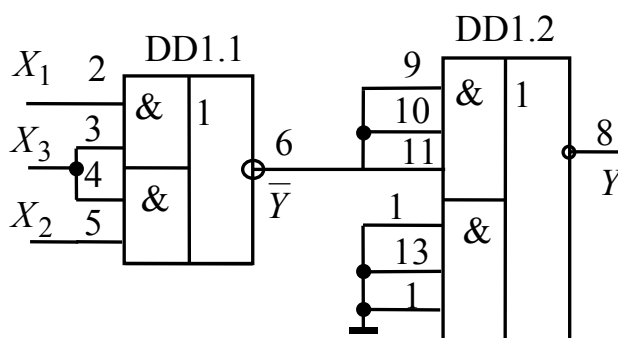 DD1.1
DD1.2
X₁ 2 & 1
X₃ 3
4 &
X₂ 5
6
Y̅
9 & 1
10
11
8
Y
1 &
13
1